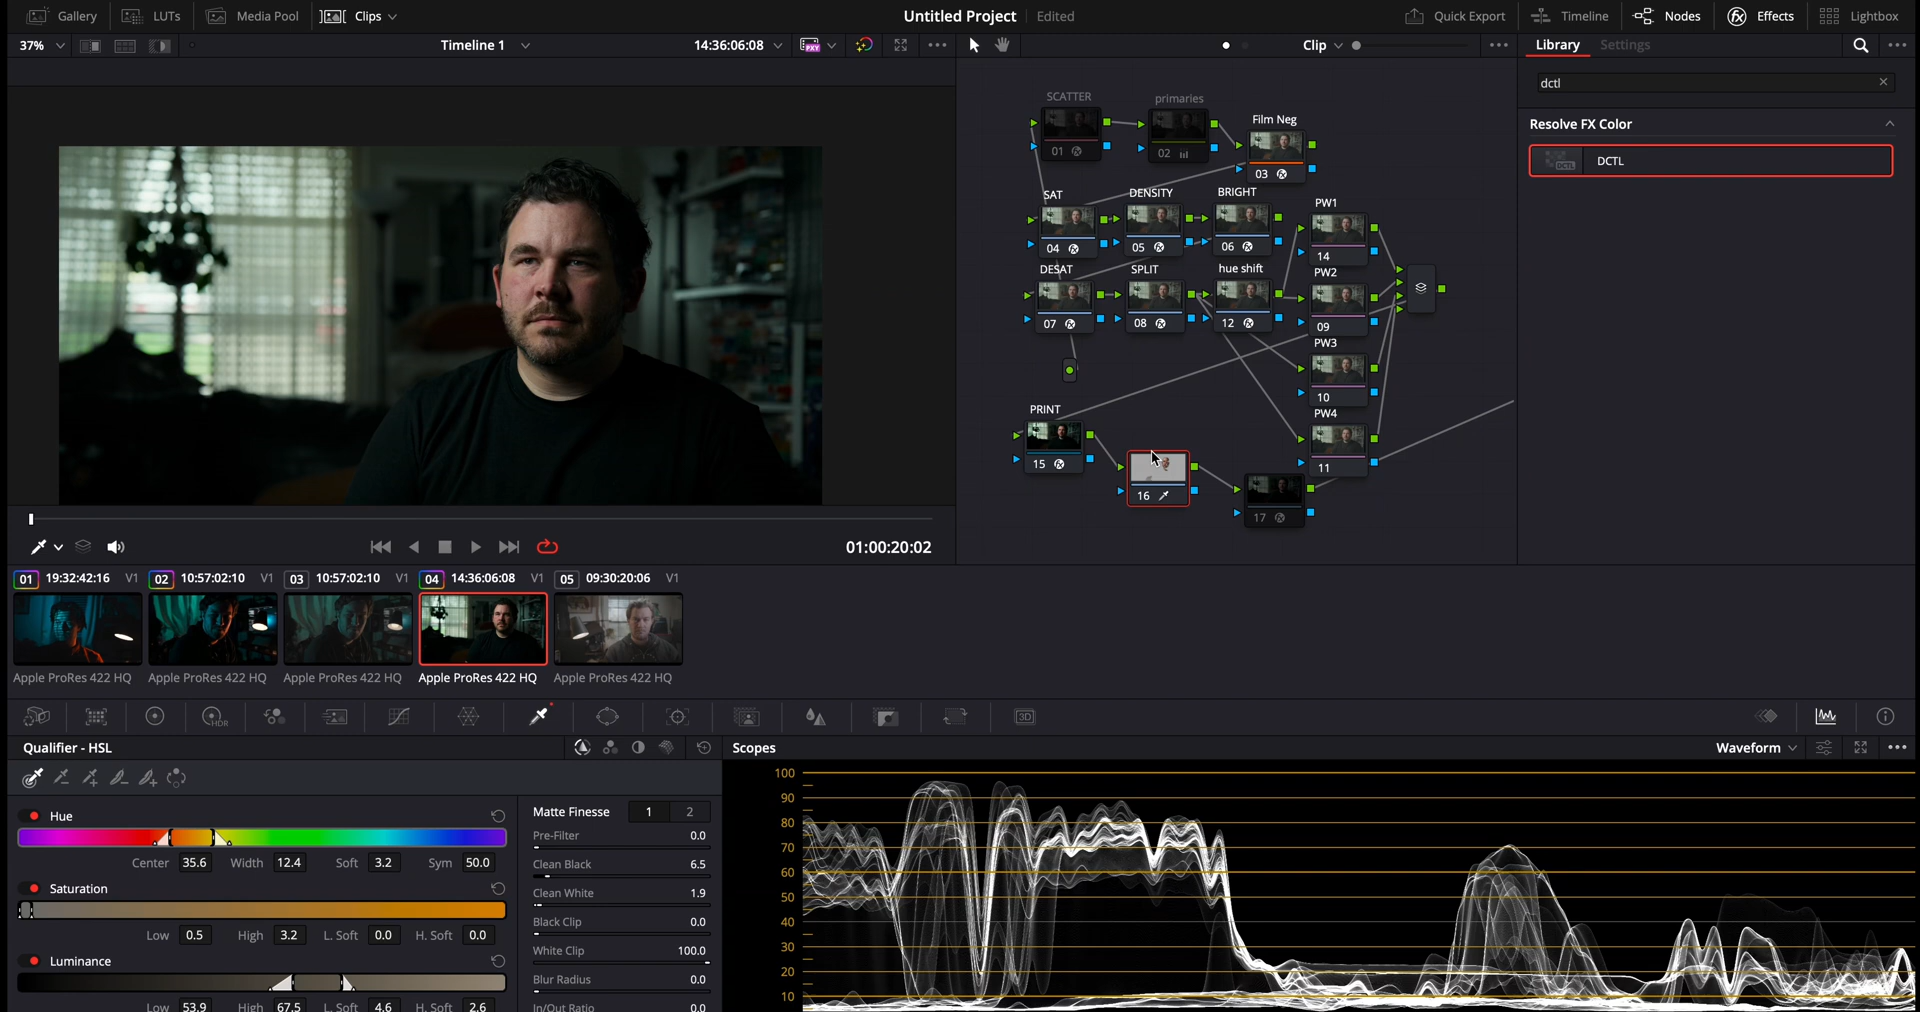 Gallery LUTs Media Pool Clips Untitled Project Edited Quick Export Timeline Nodes Effects Lightbox
37% Timeline 1 14:36:06:08 PXY Clip Library Settings
dctl
Resolve FX Color
DCTL DCTL
SCATTER primaries Film Neg
01 02 03
SAT DENSITY BRIGHT PW1
04 05 06 14
DESAT SPLIT hue shift PW2
07 08 12 09
PW3
10
PRINT PW4
15 11
16 17
01:00:20:02
01 19:32:42:16 V1 02 10:57:02:10 V1 03 10:57:02:10 V1 04 14:36:06:08 V1 05 09:30:20:06 V1
Apple ProRes 422 HQ Apple ProRes 422 HQ Apple ProRes 422 HQ Apple ProRes 422 HQ Apple ProRes 422 HQ
HDR 3D
Qualifier - HSL Scopes Waveform
Hue
Center 35.6 Width 12.4 Soft 3.2 Sym 50.0
Saturation
Low 0.5 High 3.2 L. Soft 0.0 H. Soft 0.0
Luminance
Low 53.9 High 67.5 L. Soft 4.6 H. Soft 2.6
Matte Finesse 1 2
Pre-Filter 0.0
Clean Black 6.5
Clean White 1.9
Black Clip 0.0
White Clip 100.0
Blur Radius 0.0
In/Out Ratio 0.0
100
90
80
70
60
50
40
30
20
10